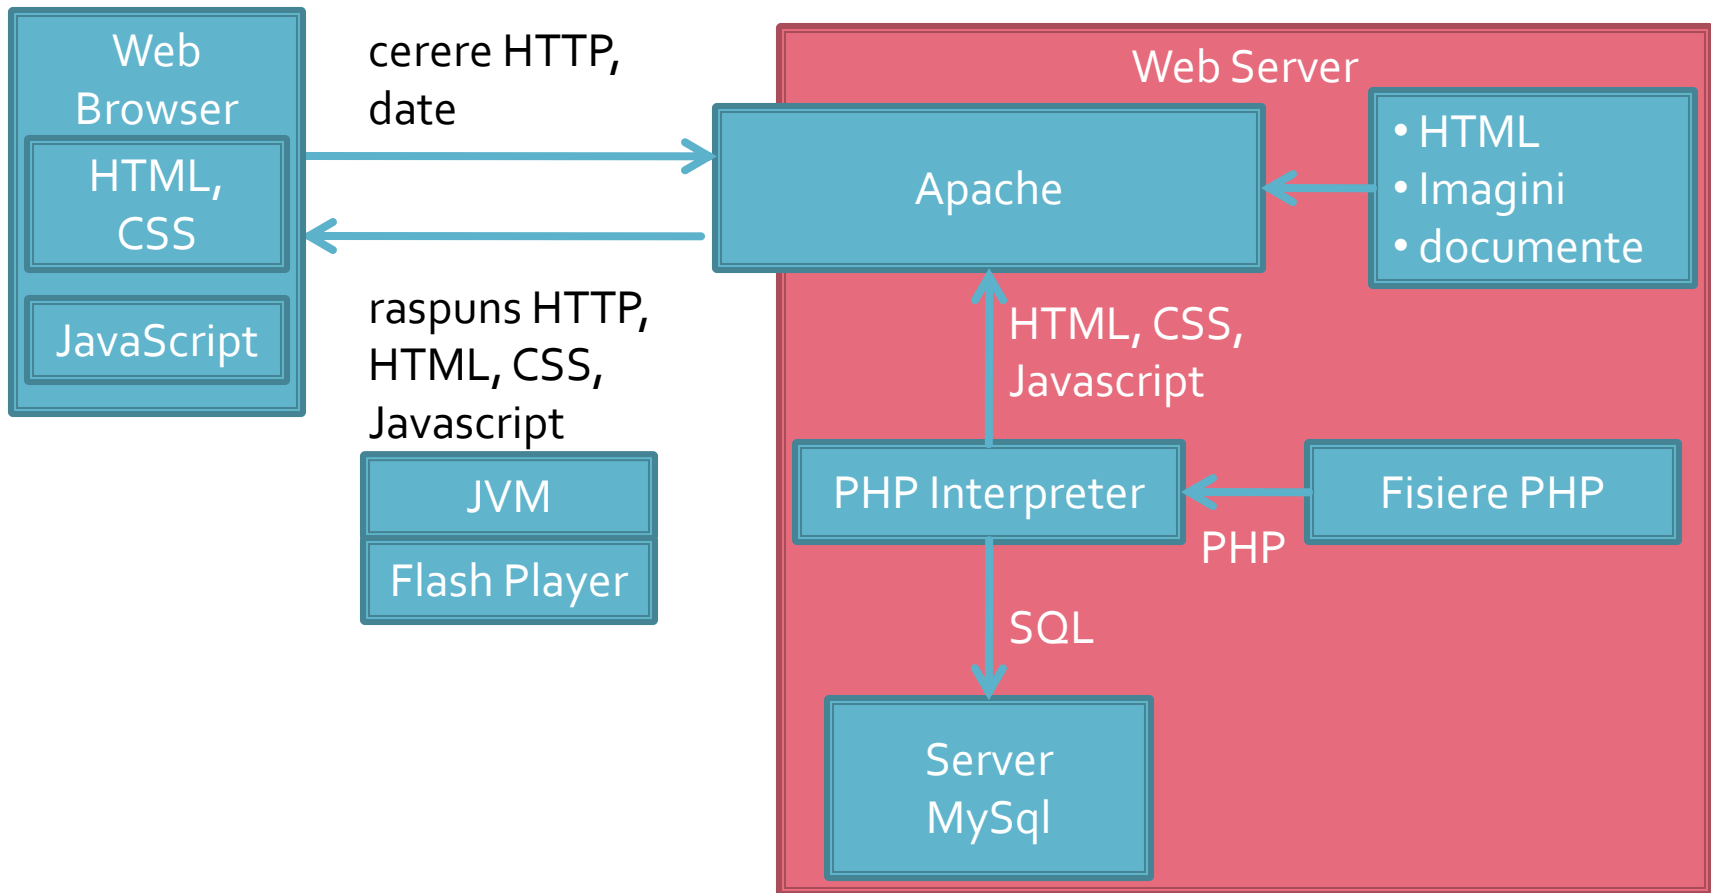 Web
Browser
HTML,
CSS
JavaScript
cerere HTTP,
date
raspuns HTTP,
HTML, CSS,
Javascript
JVM
Flash Player
Web Server
Apache
• HTML
• Imagini
• documente
HTML, CSS,
Javascript
PHP Interpreter
PHP
Fisiere PHP
SQL
Server
MySql